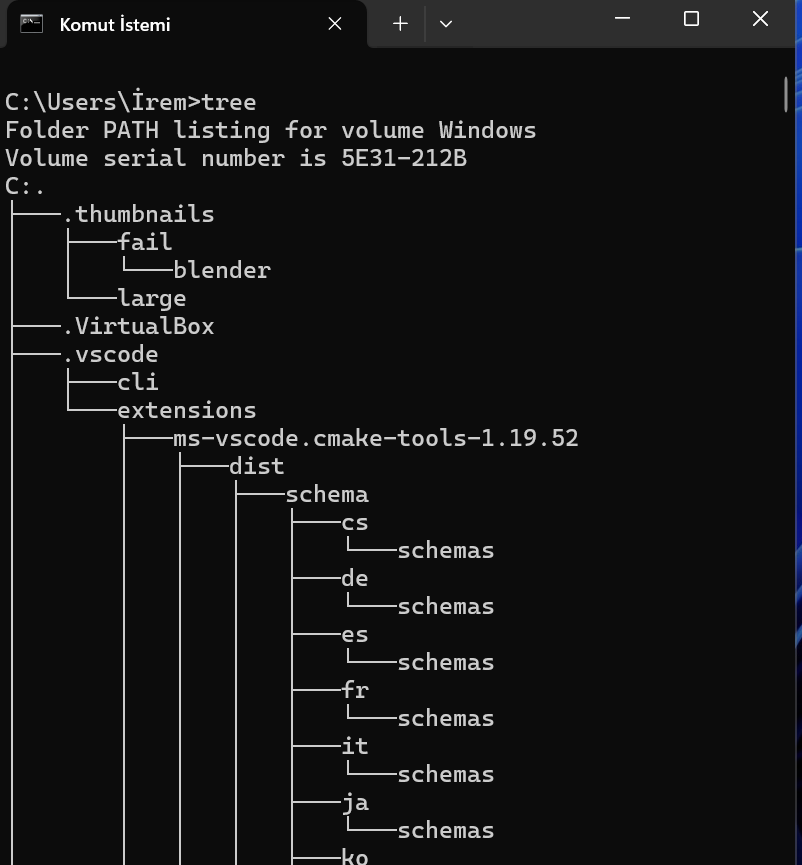 Komut İstemi
C:\Users\İrem>tree
Folder PATH listing for volume Windows
Volume serial number is 5E31-212B
C:.
├───.thumbnails
│   ├───fail
│   │   └───blender
│   └───large
├───.VirtualBox
├───.vscode
│   ├───cli
│   └───extensions
│       ├───ms-vscode.cmake-tools-1.19.52
│       │   ├───dist
│       │   │   ├───schema
│       │   │   │   ├───cs
│       │   │   │   │   └───schemas
│       │   │   │   ├───de
│       │   │   │   │   └───schemas
│       │   │   │   ├───es
│       │   │   │   │   └───schemas
│       │   │   │   ├───fr
│       │   │   │   │   └───schemas
│       │   │   │   ├───it
│       │   │   │   │   └───schemas
│       │   │   │   ├───ja
│       │   │   │   │   └───schemas
│       │   │   │   ├───ko